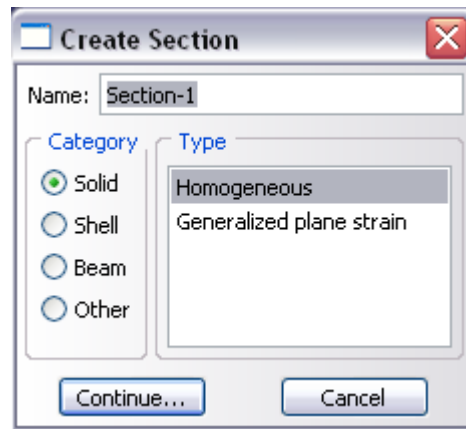 Create Section
Name: Section-1
Category
Solid
Shell
Beam
Other
Type
Homogeneous
Generalized plane strain
Continue... Cancel